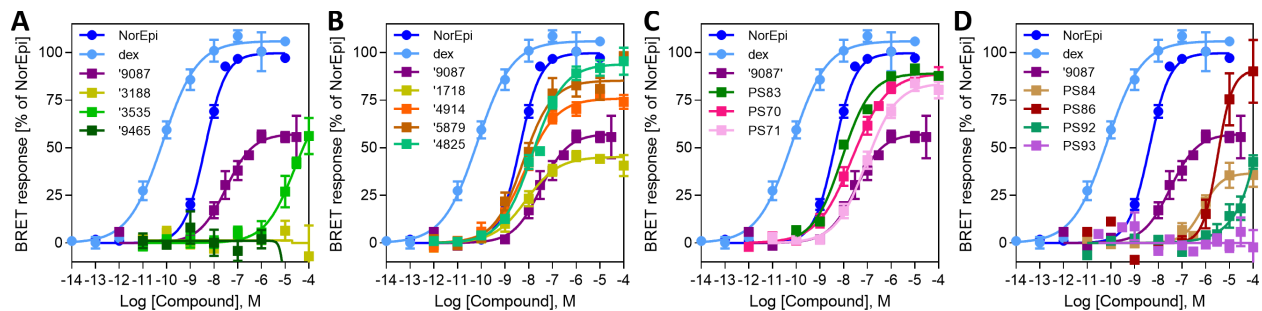 A
BRET response [% of NorEpi]
100
75
50
25
0
NorEpi
dex
'9087
'3188
'3535
'9465
-14 -13 -12 -11 -10 -9 -8 -7 -6 -5 -4
Log [Compound], M
B
BRET response [% of NorEpi]
100
75
50
25
0
NorEpi
dex
'9087
'1718
'4914
'5879
'4825
-14 -13 -12 -11 -10 -9 -8 -7 -6 -5 -4
Log [Compound], M
C
BRET response [% of NorEpi]
100
75
50
25
0
NorEpi
dex
'9087'
PS83
PS70
PS71
-14 -13 -12 -11 -10 -9 -8 -7 -6 -5 -4
Log [Compound], M
D
BRET response [% of NorEpi]
100
75
50
25
0
NorEpi
dex
'9087
PS84
PS86
PS92
PS93
-14 -13 -12 -11 -10 -9 -8 -7 -6 -5 -4
Log [Compound], M